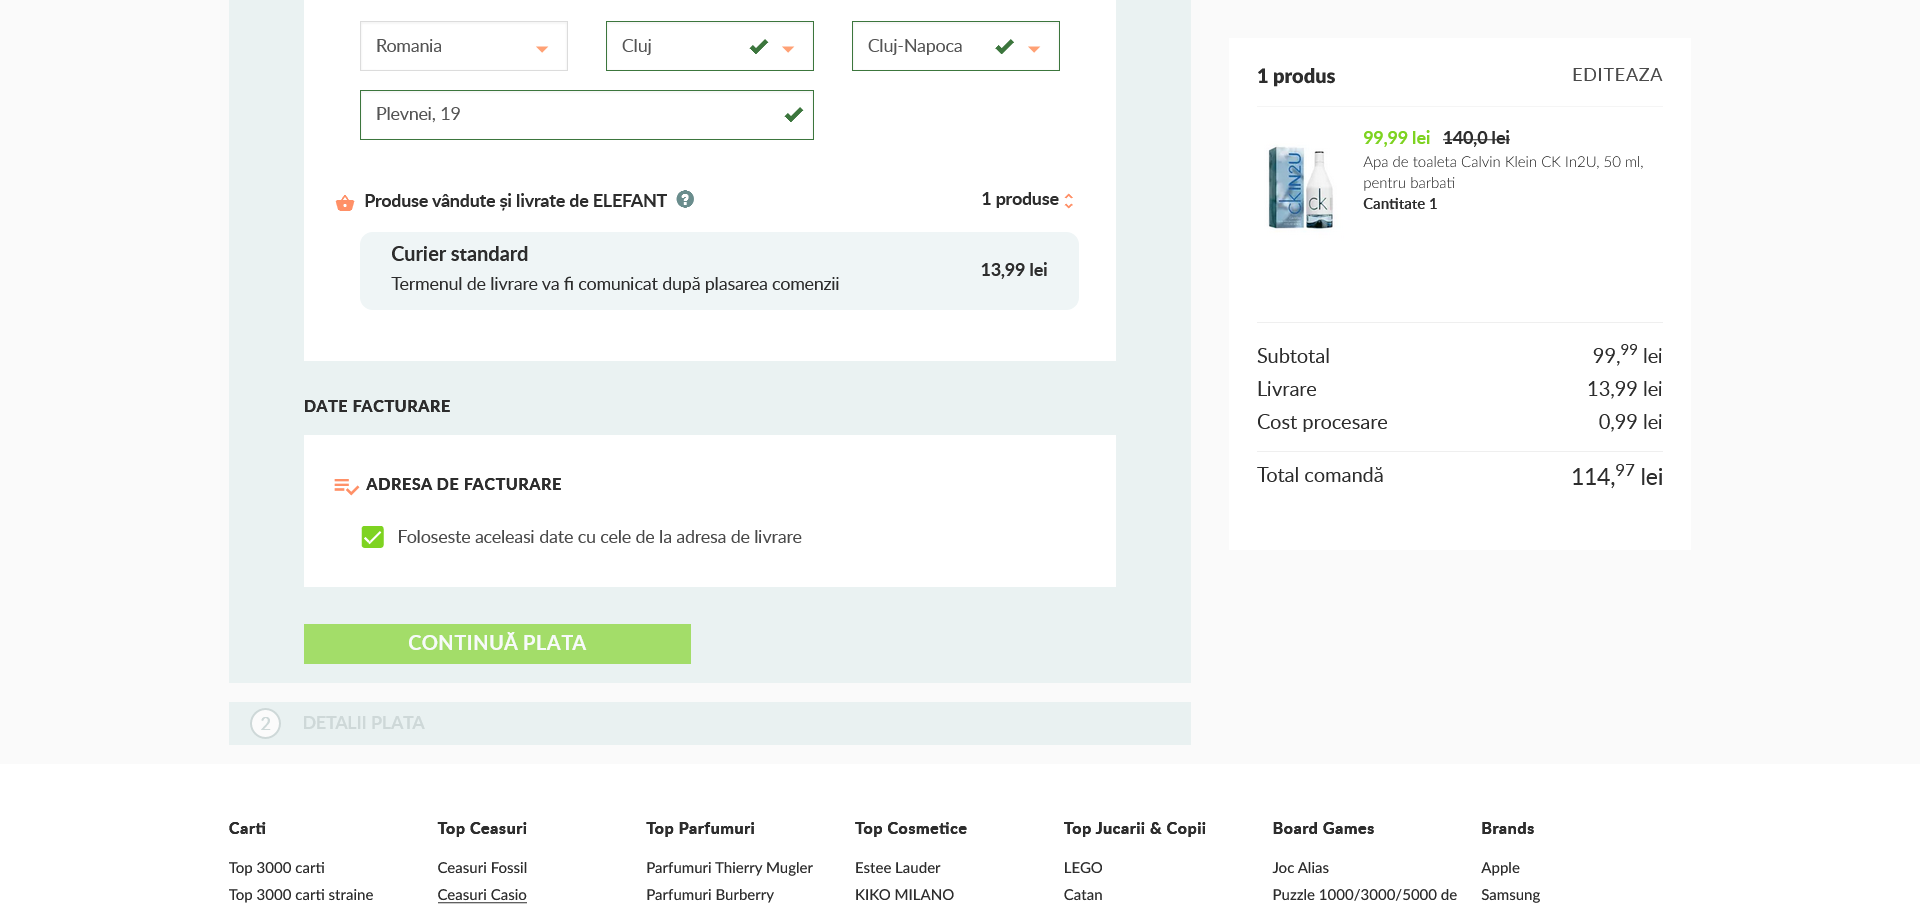 Romania
Cluj
Cluj-Napoca
Plevnei, 19
Produse vândute și livrate de ELEFANT ?
1 produse
Curier standard
Termenul de livrare va fi comunicat după plasarea comenzii
13,99 lei
DATE FACTURARE
ADRESA DE FACTURARE
Foloseste aceleasi date cu cele de la adresa de livrare
CONTINUĂ PLATA
2 DETALII PLATA
1 produs
EDITEAZA
CKIN2U
ck
99,99 lei 140,0 lei
Apa de toaleta Calvin Klein CK In2U, 50 ml,
pentru barbati
Cantitate 1
Subtotal 99,99 lei
Livrare 13,99 lei
Cost procesare 0,99 lei
Total comandă 114,97 lei
Carti
Top 3000 carti
Top 3000 carti straine
Top Ceasuri
Ceasuri Fossil
Ceasuri Casio
Top Parfumuri
Parfumuri Thierry Mugler
Parfumuri Burberry
Top Cosmetice
Estee Lauder
KIKO MILANO
Top Jucarii & Copii
LEGO
Catan
Board Games
Joc Alias
Puzzle 1000/3000/5000 de
Brands
Apple
Samsung